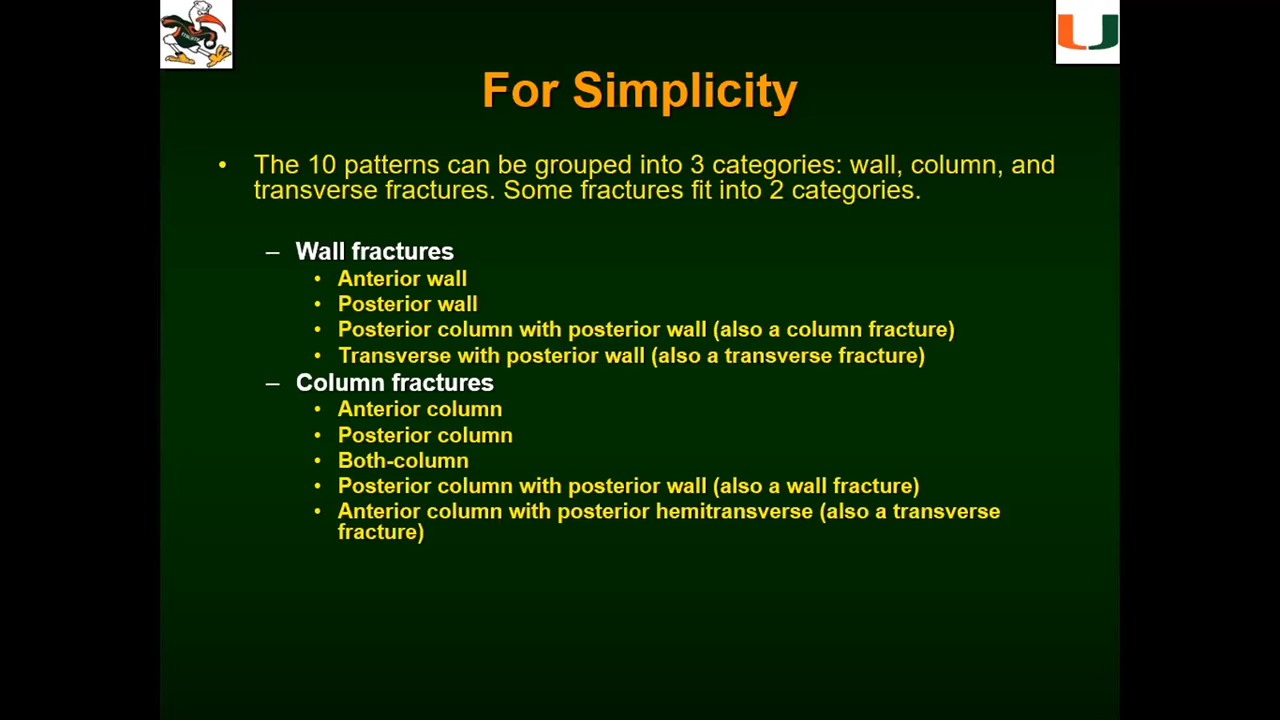 For Simplicity
• The 10 patterns can be grouped into 3 categories: wall, column, and
transverse fractures. Some fractures fit into 2 categories.
– Wall fractures
• Anterior wall
• Posterior wall
• Posterior column with posterior wall (also a column fracture)
• Transverse with posterior wall (also a transverse fracture)
– Column fractures
• Anterior column
• Posterior column
• Both-column
• Posterior column with posterior wall (also a wall fracture)
• Anterior column with posterior hemitransverse (also a transverse
fracture)